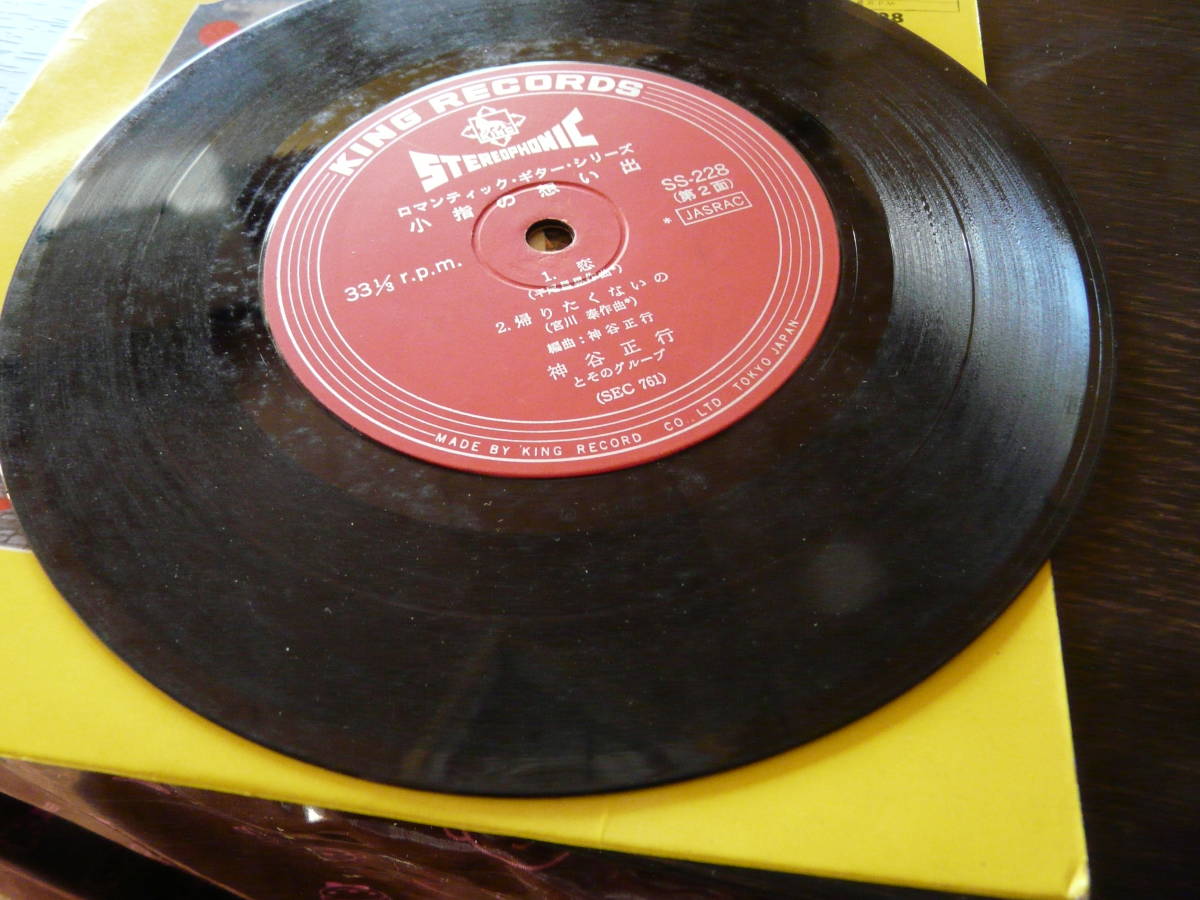 KING RECORDS
KING
STEREOPHONIC
ロマンティック・ギター・シリーズ
小指の想い出
SS-228
(第2面)
* JASRAC
33 1/3 r.p.m.
1. 恋
2. 帰りたくないの
(宮川 泰作曲*)
編曲:神谷正行
神谷正行
とそのグループ
(SEC 761)
MADE BY KING RECORD CO., LTD TOKYO JAPAN